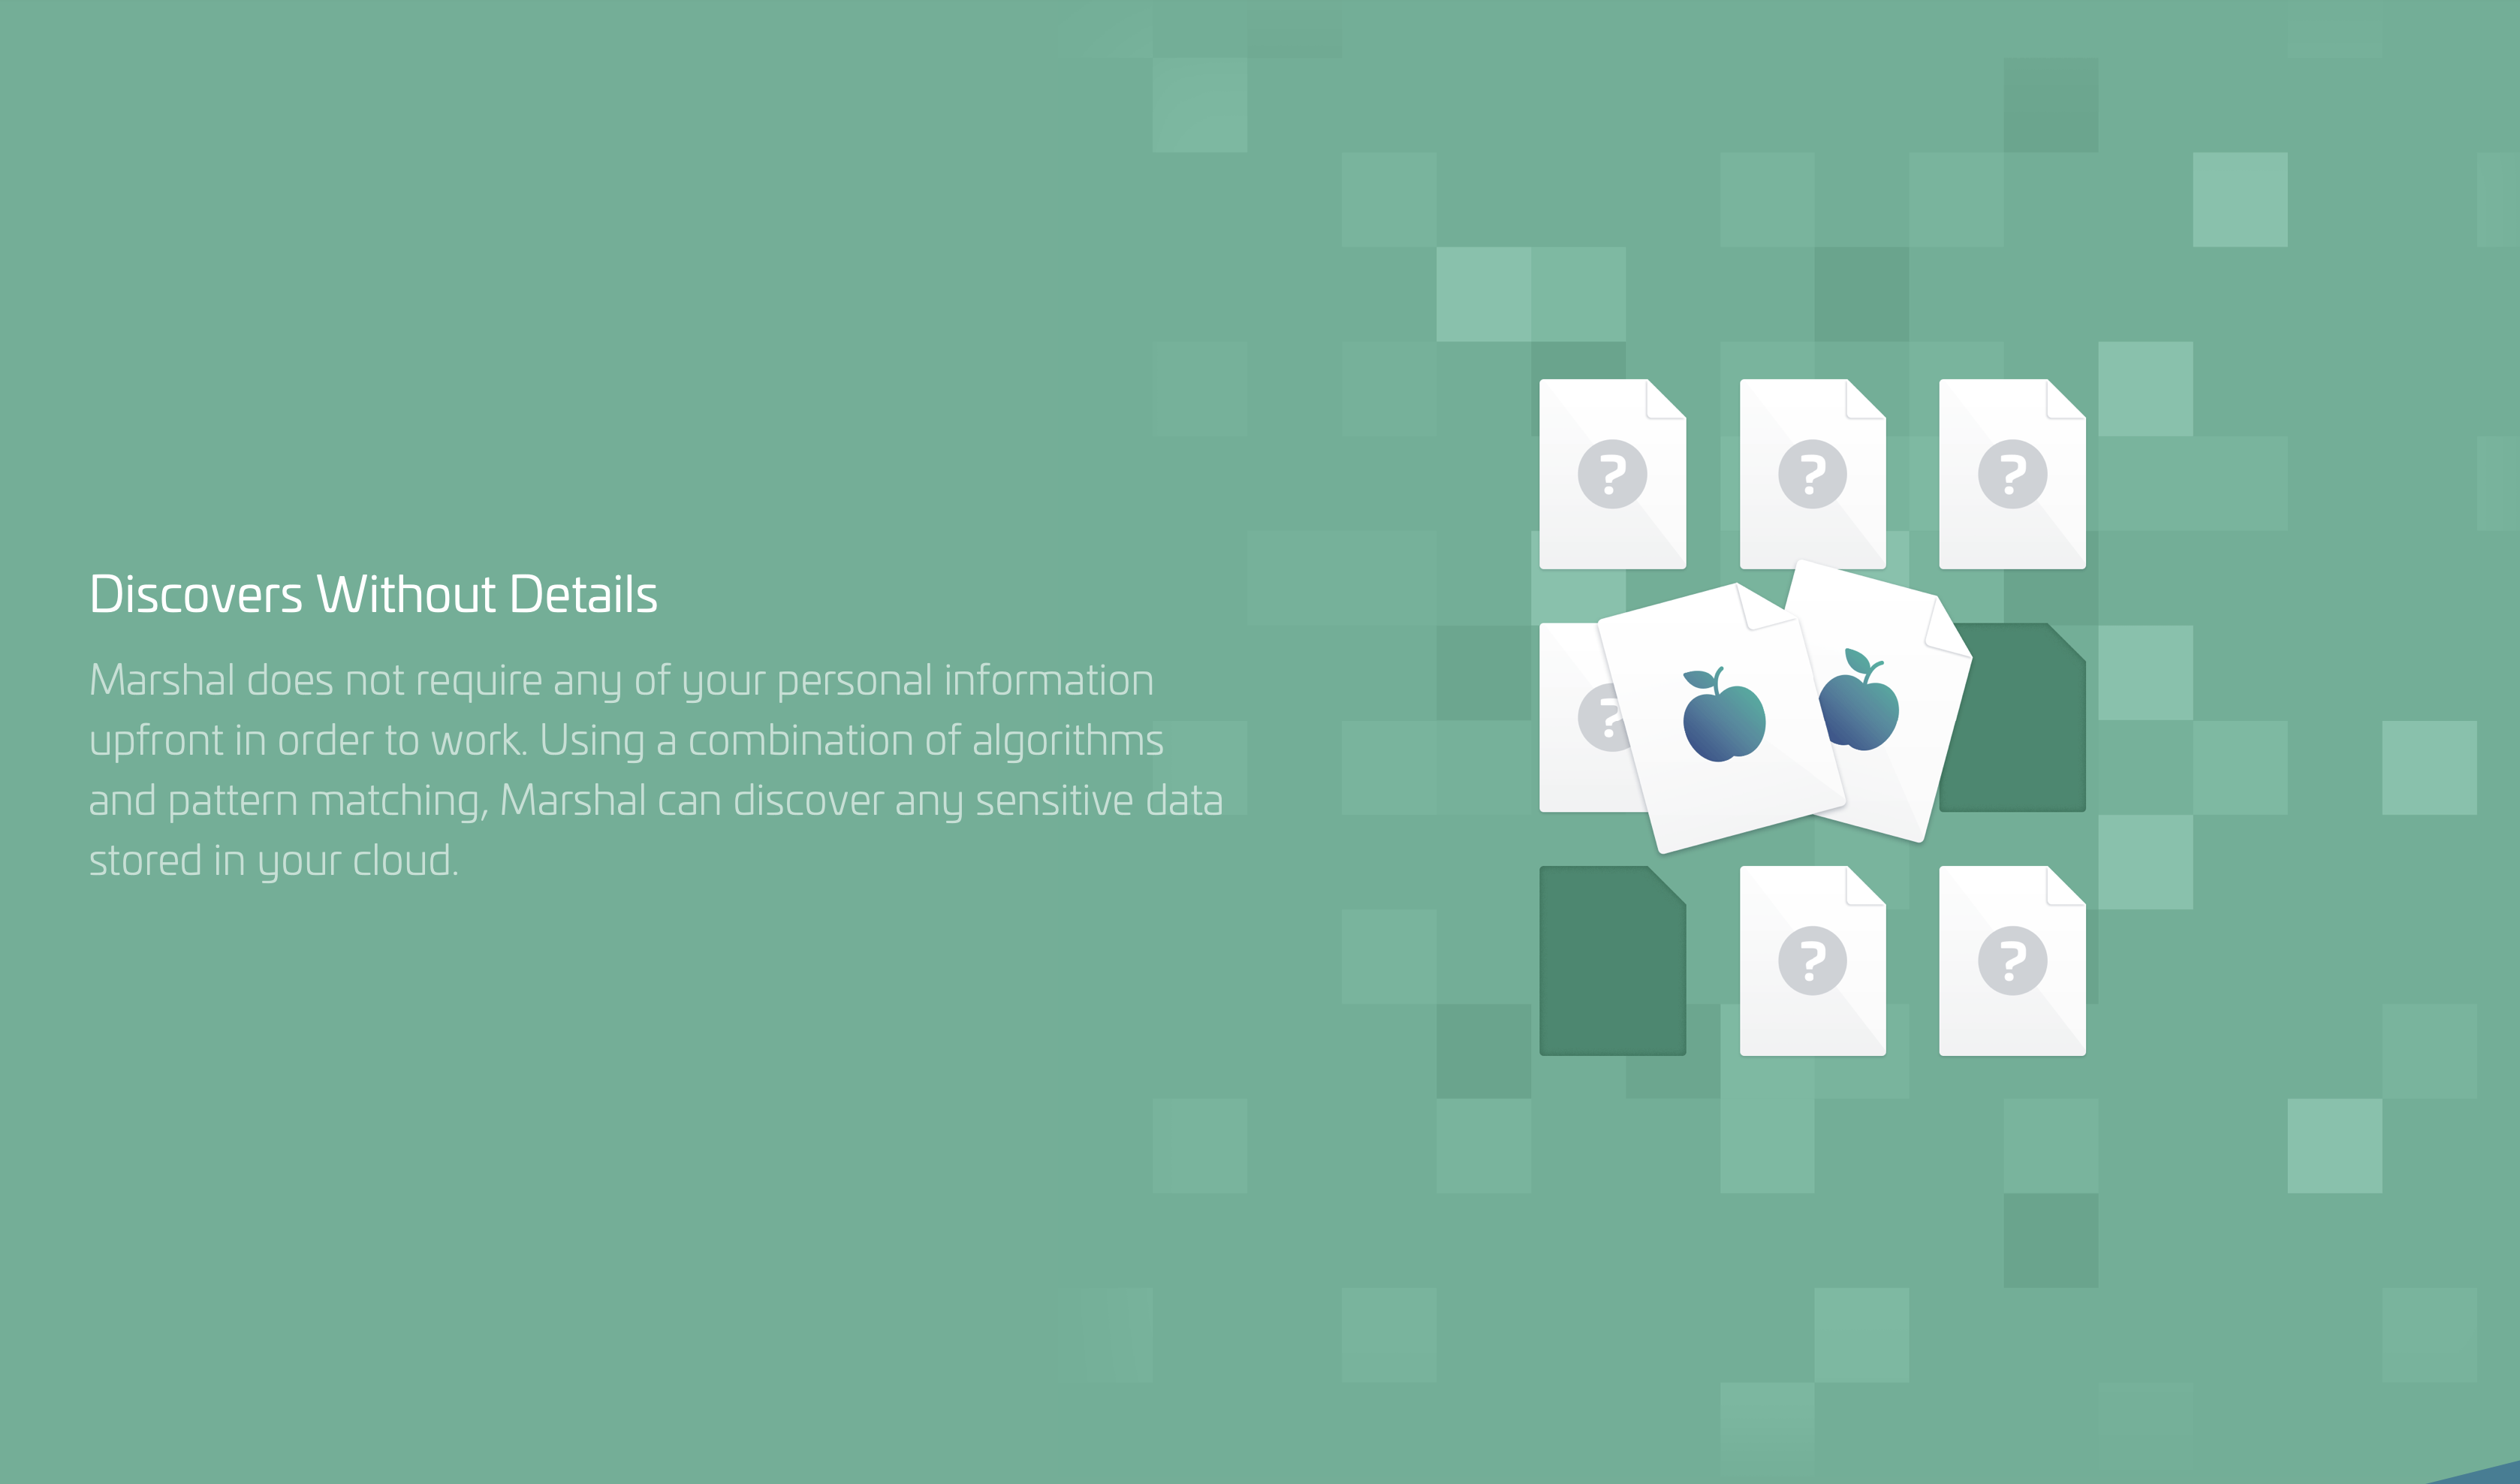 Discovers Without Details
Marshal does not require any of your personal information
upfront in order to work. Using a combination of algorithms
and pattern matching, Marshal can discover any sensitive data
stored in your cloud.
?
?
?
?
?
?